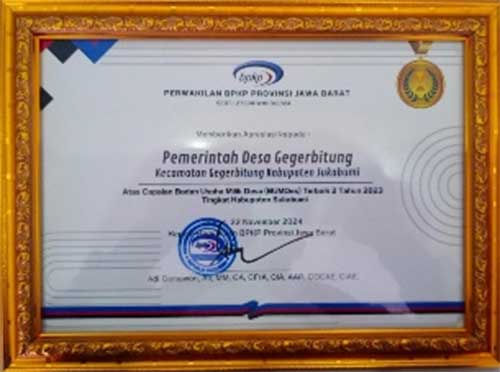 bpkp
PERWAKILAN BPKP PROVINSI JAWA BARAT
Memberikan Apresiasi kepada :
Pemerintah Desa Gegerbitung
Kecamatan Gegerbitung Kabupaten Sukabumi
Atas Capaian Badan Usaha Milik Desa (BUMDes) Terbaik 2 Tahun 2023
Tingkat Kabupaten Sukabumi
22 November 2024
BPKP Provinsi Jawa Barat
Adi